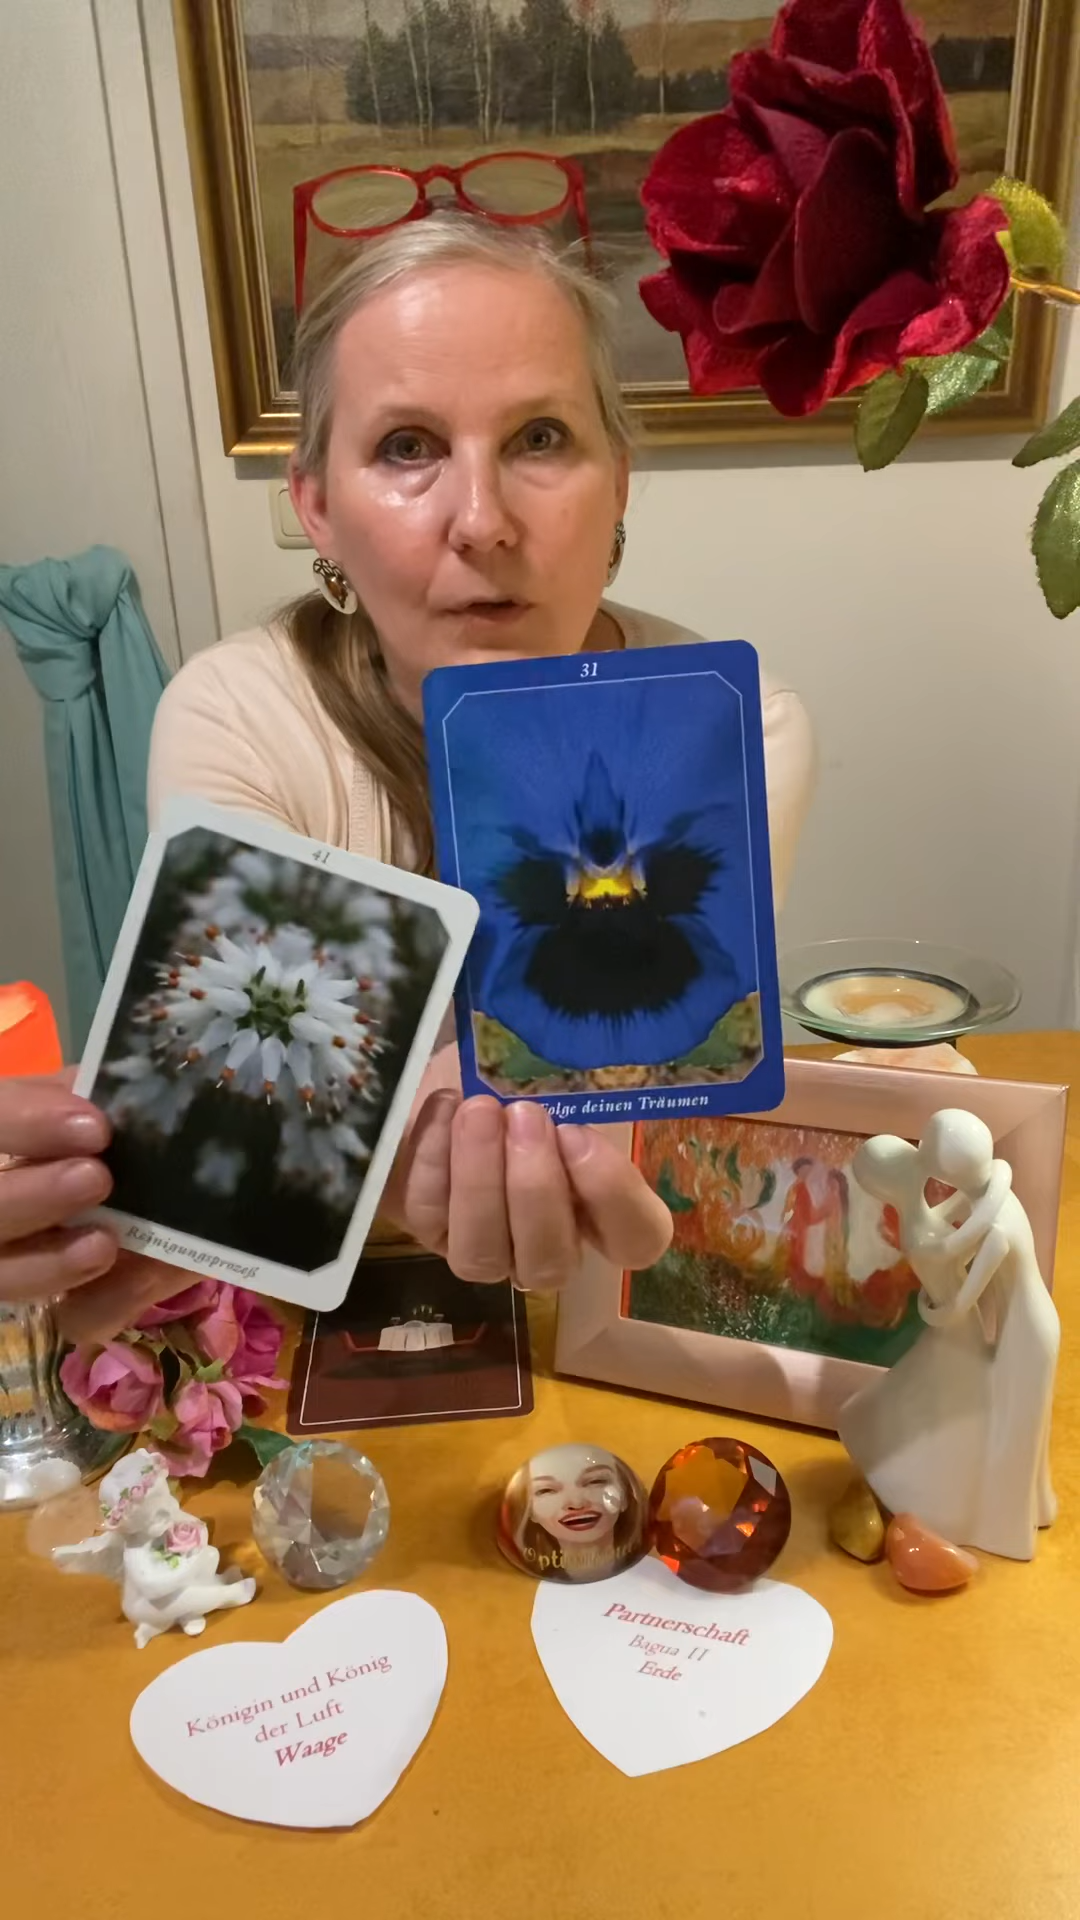 31
Folge deinen Träumen
41
Reinigungsprozeß
Königin und König
der Luft
Waage
Partnerschaft
Bagua II
Erde